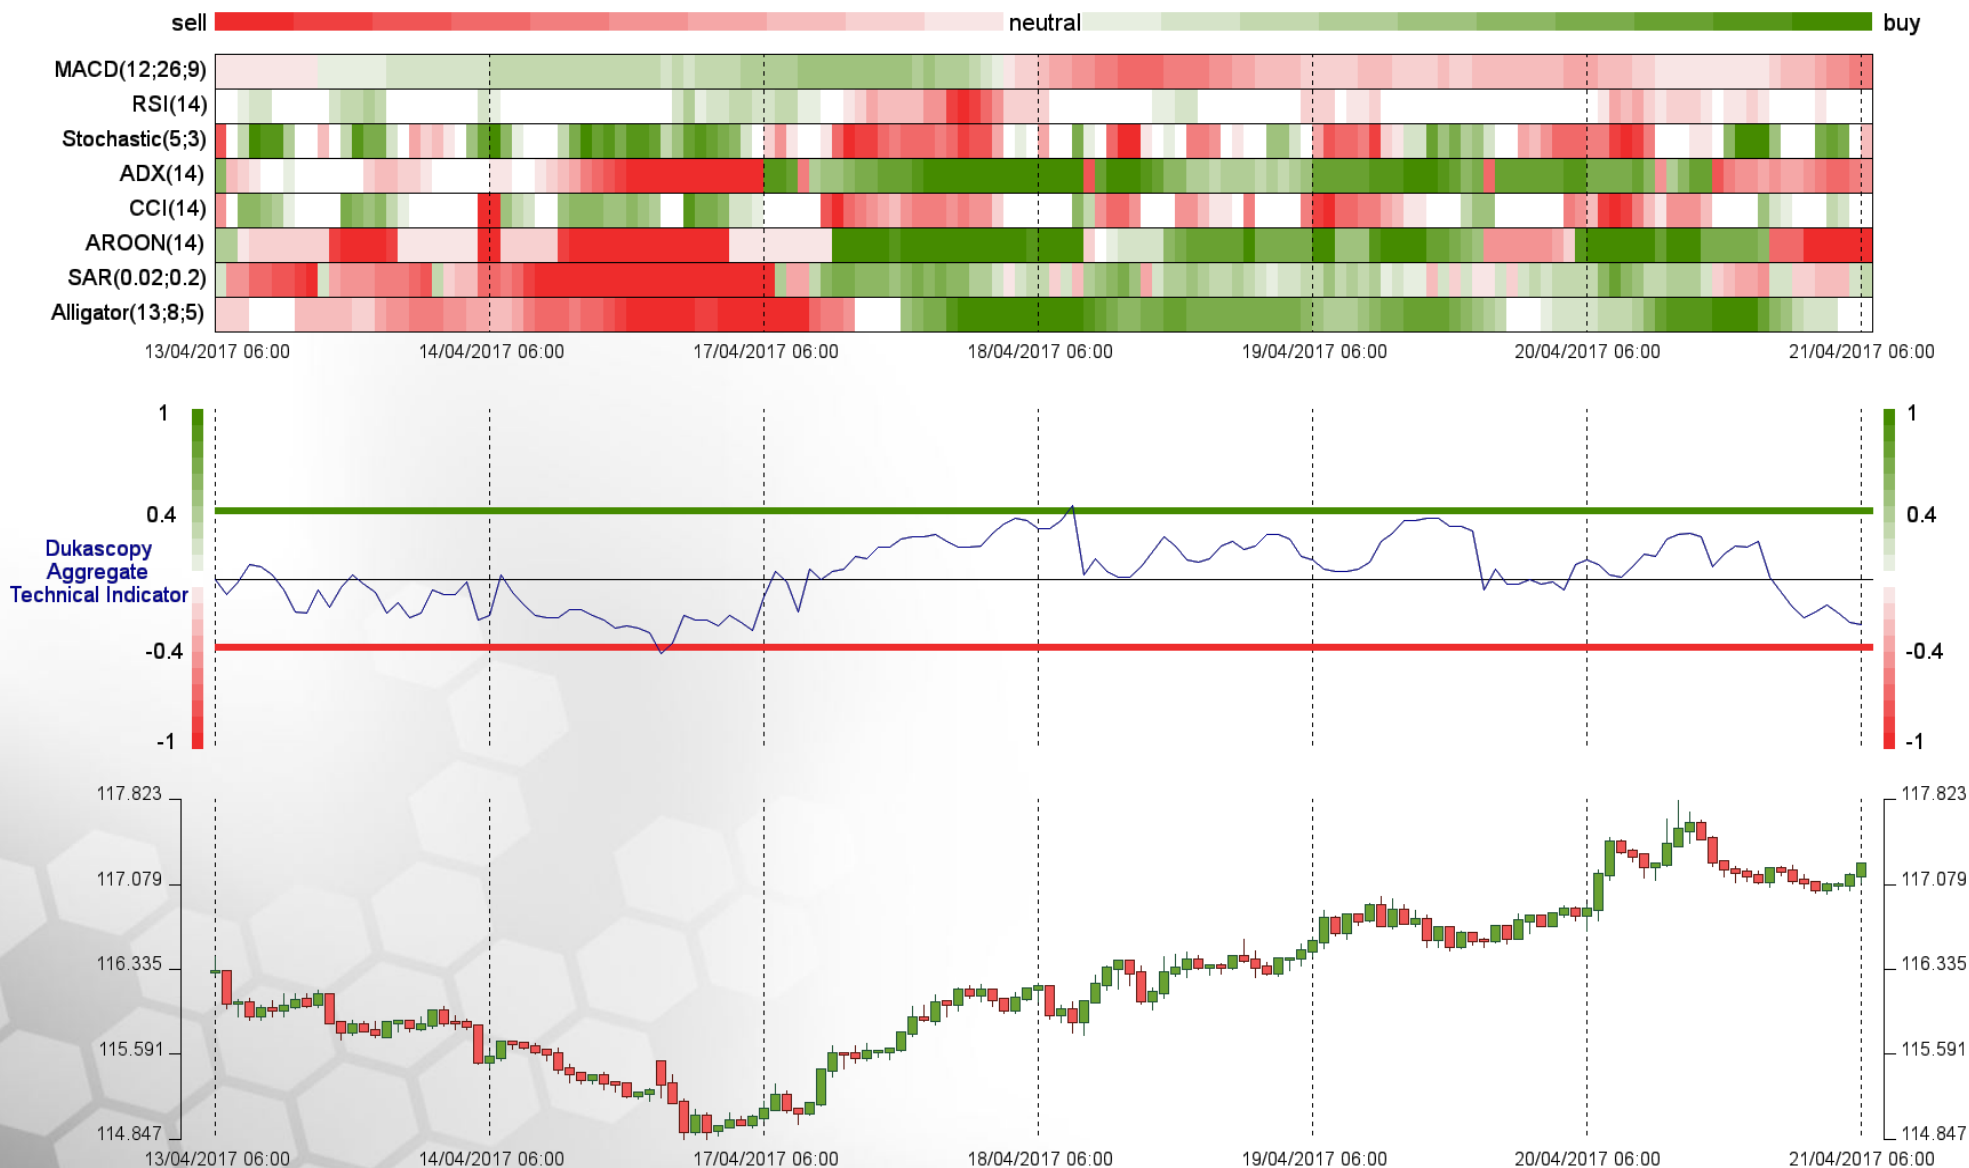 sell neutral buy
MACD(12;26;9)
RSI(14)
Stochastic(5;3)
ADX(14)
CCI(14)
AROON(14)
SAR(0.02;0.2)
Alligator(13;8;5)
13/04/2017 06:00 14/04/2017 06:00 17/04/2017 06:00 18/04/2017 06:00 19/04/2017 06:00 20/04/2017 06:00 21/04/2017 06:00
1 1
0.4 0.4
Dukascopy
Aggregate
Technical Indicator
-0.4 -0.4
-1 -1
117.823 117.823
117.079 117.079
116.335 116.335
115.591 115.591
114.847 114.847
13/04/2017 06:00 14/04/2017 06:00 17/04/2017 06:00 18/04/2017 06:00 19/04/2017 06:00 20/04/2017 06:00 21/04/2017 06:00